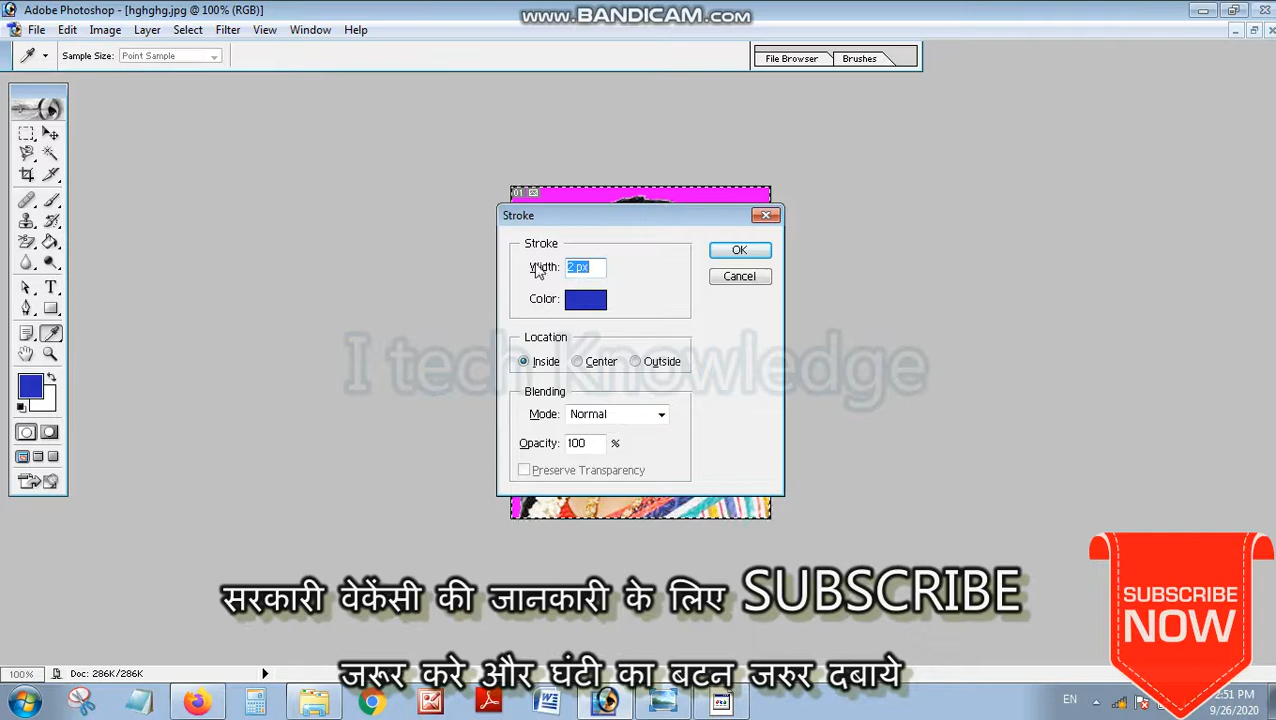 Adobe Photoshop - [hghghg.jpg @ 100% (RGB)]
www.BANDICAM.com
File Edit Image Layer Select Filter View Window Help
Sample Size: Point Sample
File Browser Brushes
01
Stroke
Stroke
Width: 2 px
OK
Cancel
Color:
Location
Inside Center Outside
I tech Knowledge
Blending
Mode: Normal
Opacity: 100 %
Preserve Transparency
सरकारी वेकेंसी की जानकारी के लिए SUBSCRIBE
जरूर करे और घंटी का बटन जरुर दबाये
SUBSCRIBE
NOW
100% Doc: 286K/286K
EN
2:51 PM
9/26/2020